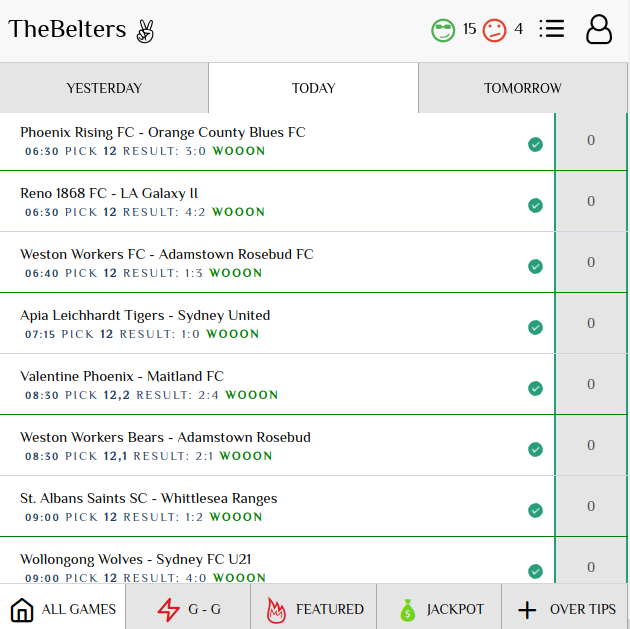 TheBelters ✌
15 4
YESTERDAY TODAY TOMORROW
Phoenix Rising FC - Orange County Blues FC
06:30 PICK 12 RESULT: 3:0 WOOON
0
Reno 1868 FC - LA Galaxy II
06:30 PICK 12 RESULT: 4:2 WOOON
0
Weston Workers FC - Adamstown Rosebud FC
06:40 PICK 12 RESULT: 1:3 WOOON
0
Apia Leichhardt Tigers - Sydney United
07:15 PICK 12 RESULT: 1:0 WOOON
0
Valentine Phoenix - Maitland FC
08:30 PICK 12,2 RESULT: 2:4 WOOON
0
Weston Workers Bears - Adamstown Rosebud
08:30 PICK 12,1 RESULT: 2:1 WOOON
0
St. Albans Saints SC - Whittlesea Ranges
09:00 PICK 12 RESULT: 1:2 WOOON
0
Wollongong Wolves - Sydney FC U21
09:00 PICK 12 RESULT: 4:0 WOOON
0
ALL GAMES G - G FEATURED JACKPOT OVER TIPS